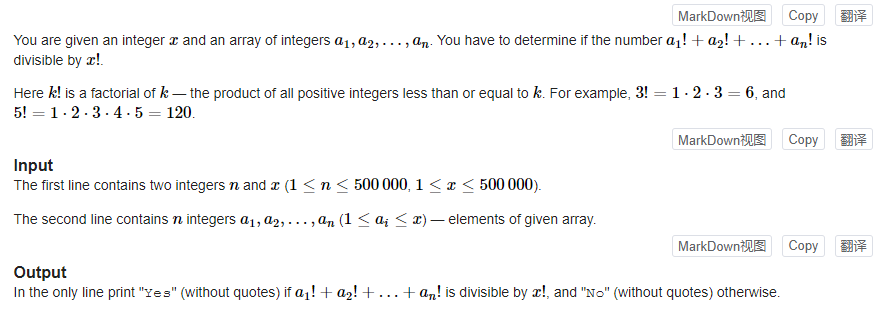 MarkDown视图 Copy 翻译
You are given an integer x and an array of integers a₁, a₂, . . . , aₙ. You have to determine if the number a₁! + a₂! + . . . + aₙ! is
divisible by x!.
Here k! is a factorial of k — the product of all positive integers less than or equal to k. For example, 3! = 1 · 2 · 3 = 6, and
5! = 1 · 2 · 3 · 4 · 5 = 120.
MarkDown视图 Copy 翻译
Input
The first line contains two integers n and x (1 ≤ n ≤ 500 000, 1 ≤ x ≤ 500 000).
The second line contains n integers a₁, a₂, . . . , aₙ (1 ≤ aᵢ ≤ x) — elements of given array.
MarkDown视图 Copy 翻译
Output
In the only line print "Yes" (without quotes) if a₁! + a₂! + . . . + aₙ! is divisible by x!, and "No" (without quotes) otherwise.